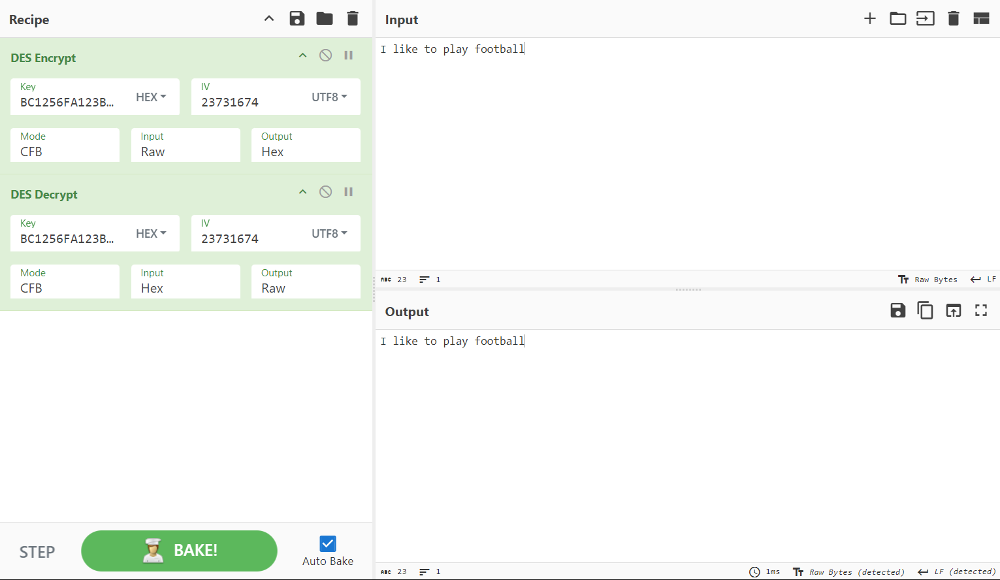 Recipe
DES Encrypt
Key
BC1256FA123B...
HEX
IV
23731674
UTF8
Mode
CFB
Input
Raw
Output
Hex
DES Decrypt
Key
BC1256FA123B...
HEX
IV
23731674
UTF8
Mode
CFB
Input
Hex
Output
Raw
STEP
BAKE!
Auto Bake
Input
I like to play football
ABC 23 1
Tт Raw Bytes LF
Output
I like to play football
ABC 23 1
1ms Tт Raw Bytes (detected) LF (detected)